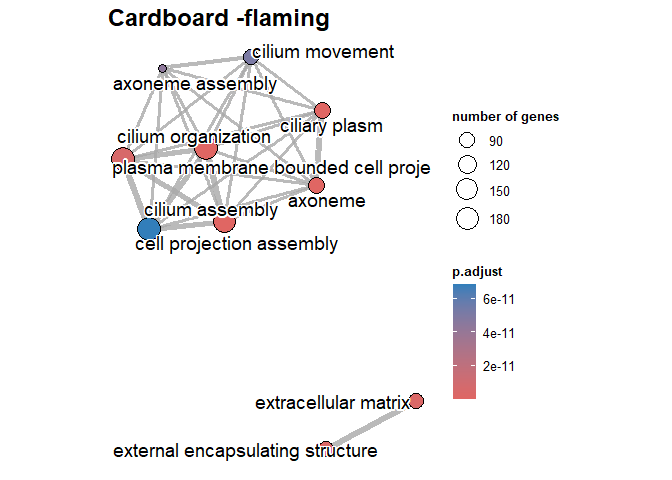 Cardboard -flaming
cilium movement
axoneme assembly
ciliary plasm
cilium organization
plasma membrane bounded cell proje
axoneme
cilium assembly
cell projection assembly
extracellular matrix
external encapsulating structure
number of genes
90
120
150
180
p.adjust
6e-11
4e-11
2e-11